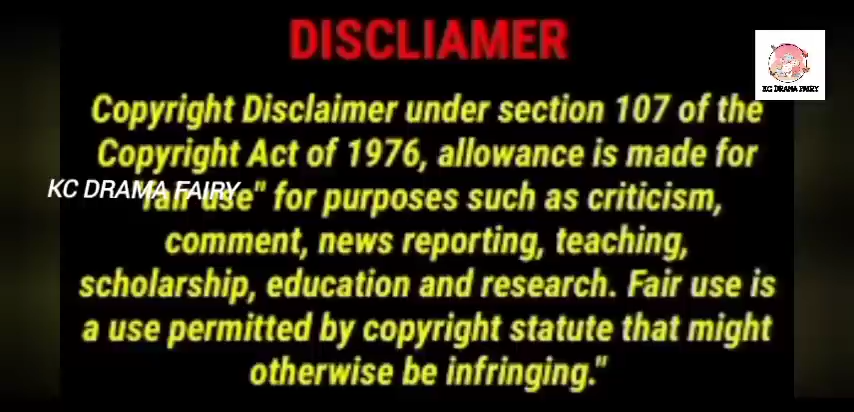 DISCLIAMER
KC DRAMA FAIRY
Copyright Disclaimer under section 107 of the
Copyright Act of 1976, allowance is made for
KC DRAMA FAIRY
"fair use" for purposes such as criticism,
comment, news reporting, teaching,
scholarship, education and research. Fair use is
a use permitted by copyright statute that might
otherwise be infringing."